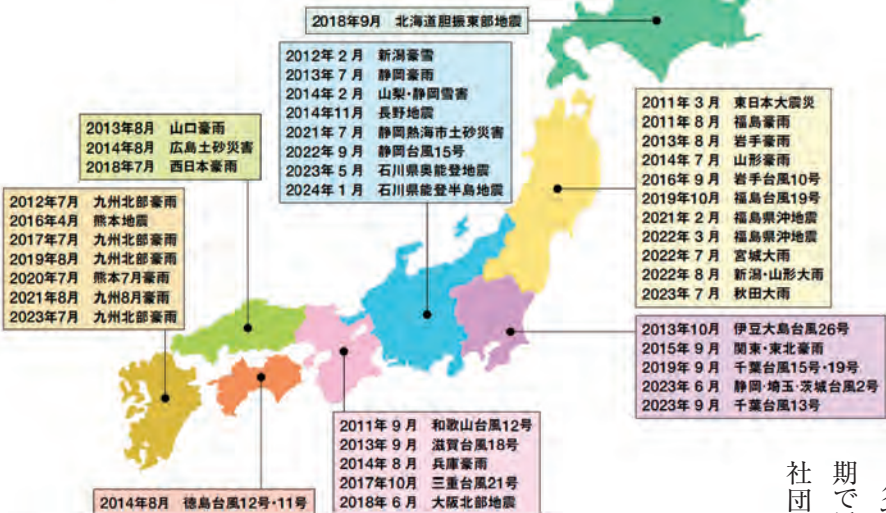 2018年9月 北海道胆振東部地震
2012年2月 新潟豪雪
2013年7月 静岡豪雨
2014年2月 山梨・静岡雪害
2014年11月 長野地震
2021年7月 静岡熱海市土砂災害
2022年9月 静岡台風15号
2023年5月 石川県奥能登地震
2024年1月 石川県能登半島地震
2013年8月 山口豪雨
2014年8月 広島土砂災害
2018年7月 西日本豪雨
2011年3月 東日本大震災
2011年8月 福島豪雨
2013年8月 岩手豪雨
2014年7月 山形豪雨
2016年9月 岩手台風10号
2019年10月 福島台風19号
2021年2月 福島県沖地震
2022年3月 福島県沖地震
2022年7月 宮城大雨
2022年8月 新潟・山形大雨
2023年7月 秋田大雨
2012年7月 九州北部豪雨
2016年4月 熊本地震
2017年7月 九州北部豪雨
2019年8月 九州北部豪雨
2020年7月 熊本7月豪雨
2021年8月 九州8月豪雨
2023年7月 九州北部豪雨
2013年10月 伊豆大島台風26号
2015年9月 関東・東北豪雨
2019年9月 千葉台風15号・19号
2023年6月 静岡・埼玉・茨城台風2号
2023年9月 千葉台風13号
2011年9月 和歌山台風12号
2013年9月 滋賀台風18号
2014年8月 兵庫豪雨
2017年10月 三重台風21号
2018年6月 大阪北部地震
2014年8月 徳島台風12号・11号
期で
社団